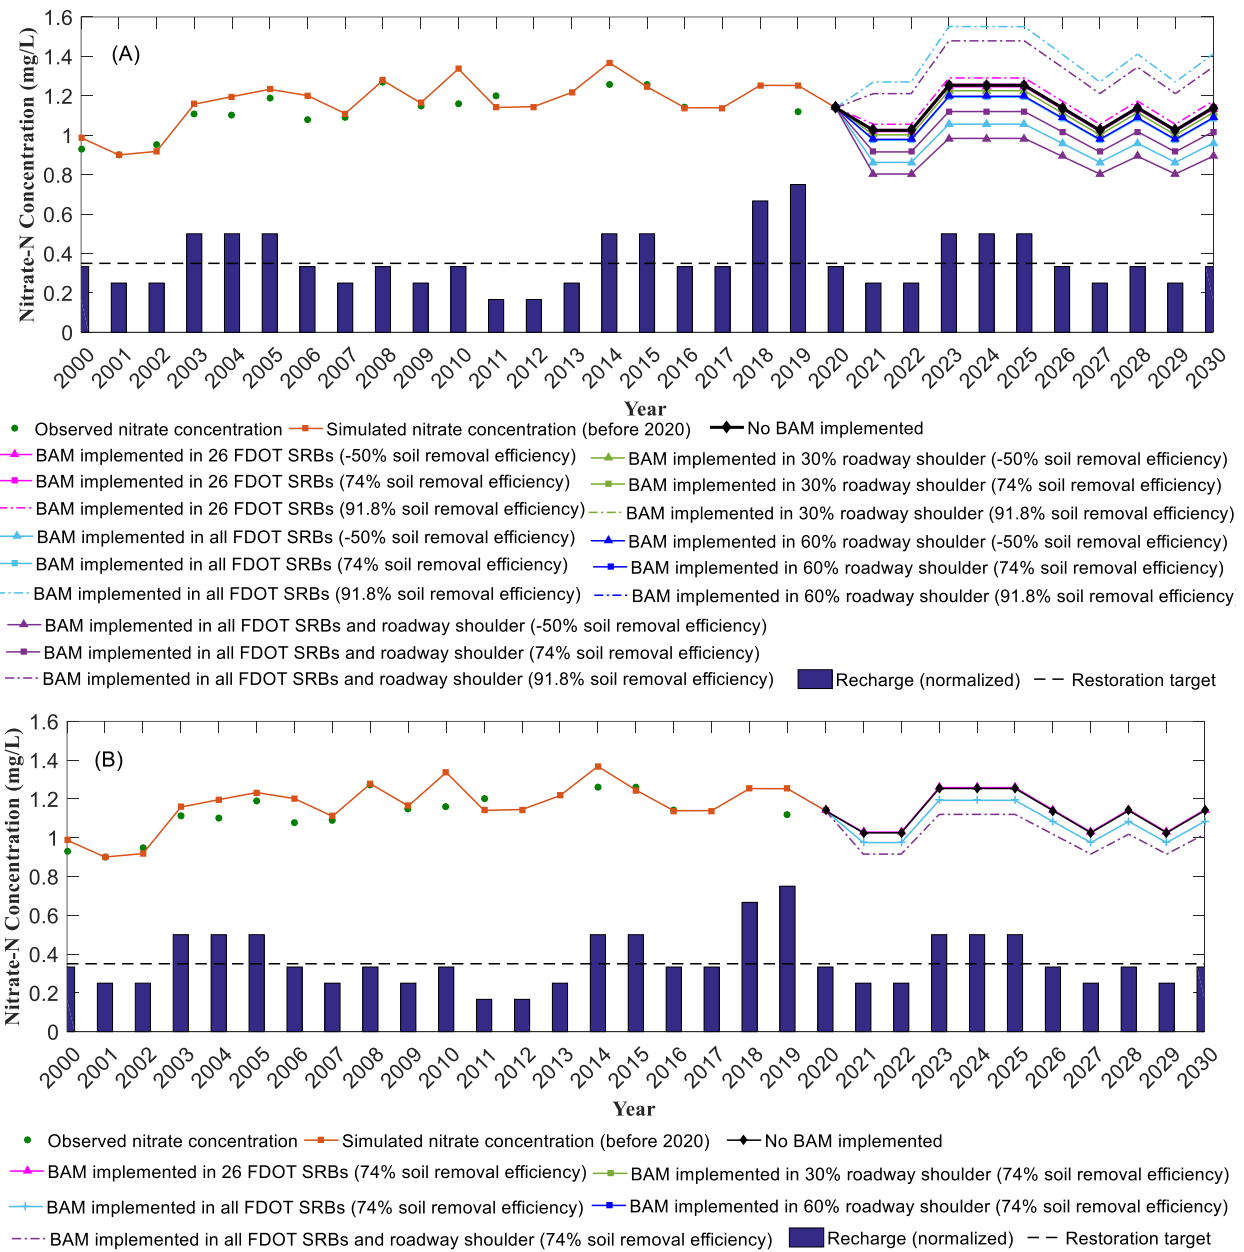 (A)
Nitrate-N Concentration (mg/L)
1.6
1.4
1.2
1
0.8
0.6
0.4
0.2
0
2000 2001 2002 2003 2004 2005 2006 2007 2008 2009 2010 2011 2012 2013 2014 2015 2016 2017 2018 2019 2020 2021 2022 2023 2024 2025 2026 2027 2028 2029 2030
Year
Observed nitrate concentration Simulated nitrate concentration (before 2020) No BAM implemented
BAM implemented in 26 FDOT SRBs (-50% soil removal efficiency) BAM implemented in 30% roadway shoulder (-50% soil removal efficiency)
BAM implemented in 26 FDOT SRBs (74% soil removal efficiency) BAM implemented in 30% roadway shoulder (74% soil removal efficiency)
BAM implemented in 26 FDOT SRBs (91.8% soil removal efficiency) BAM implemented in 30% roadway shoulder (91.8% soil removal efficiency)
BAM implemented in all FDOT SRBs (-50% soil removal efficiency) BAM implemented in 60% roadway shoulder (-50% soil removal efficiency)
BAM implemented in all FDOT SRBs (74% soil removal efficiency) BAM implemented in 60% roadway shoulder (74% soil removal efficiency)
BAM implemented in all FDOT SRBs (91.8% soil removal efficiency) BAM implemented in 60% roadway shoulder (91.8% soil removal efficiency)
BAM implemented in all FDOT SRBs and roadway shoulder (-50% soil removal efficiency)
BAM implemented in all FDOT SRBs and roadway shoulder (74% soil removal efficiency)
BAM implemented in all FDOT SRBs and roadway shoulder (91.8% soil removal efficiency) Recharge (normalized) Restoration target
(B)
Nitrate-N Concentration (mg/L)
1.6
1.4
1.2
1
0.8
0.6
0.4
0.2
0
2000 2001 2002 2003 2004 2005 2006 2007 2008 2009 2010 2011 2012 2013 2014 2015 2016 2017 2018 2019 2020 2021 2022 2023 2024 2025 2026 2027 2028 2029 2030
Year
Observed nitrate concentration Simulated nitrate concentration (before 2020) No BAM implemented
BAM implemented in 26 FDOT SRBs (74% soil removal efficiency) BAM implemented in 30% roadway shoulder (74% soil removal efficiency)
BAM implemented in all FDOT SRBs (74% soil removal efficiency) BAM implemented in 60% roadway shoulder (74% soil removal efficiency)
BAM implemented in all FDOT SRBs and roadway shoulder (74% soil removal efficiency) Recharge (normalized) Restoration target